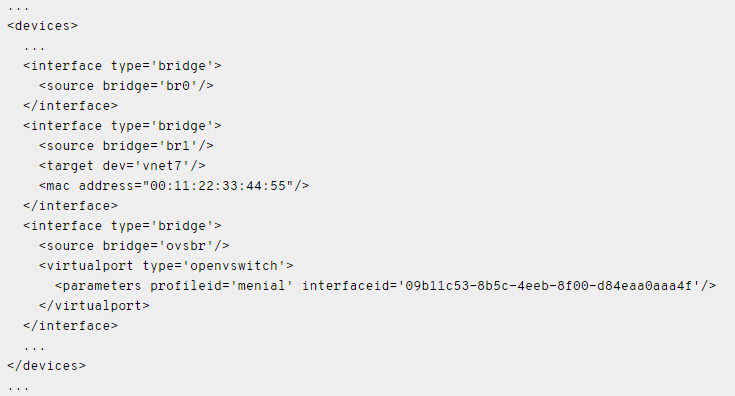 ...
<devices>
  ...
  <interface type='bridge'>
    <source bridge='br0'/>
  </interface>
  <interface type='bridge'>
    <source bridge='br1'/>
    <target dev='vnet7'/>
    <mac address="00:11:22:33:44:55"/>
  </interface>
  <interface type='bridge'>
    <source bridge='ovsbr'/>
    <virtualport type='openvswitch'>
      <parameters profileid='menial' interfaceid='09b11c53-8b5c-4eeb-8f00-d84eaa0aaa4f'/>
    </virtualport>
  </interface>
  ...
</devices>
...